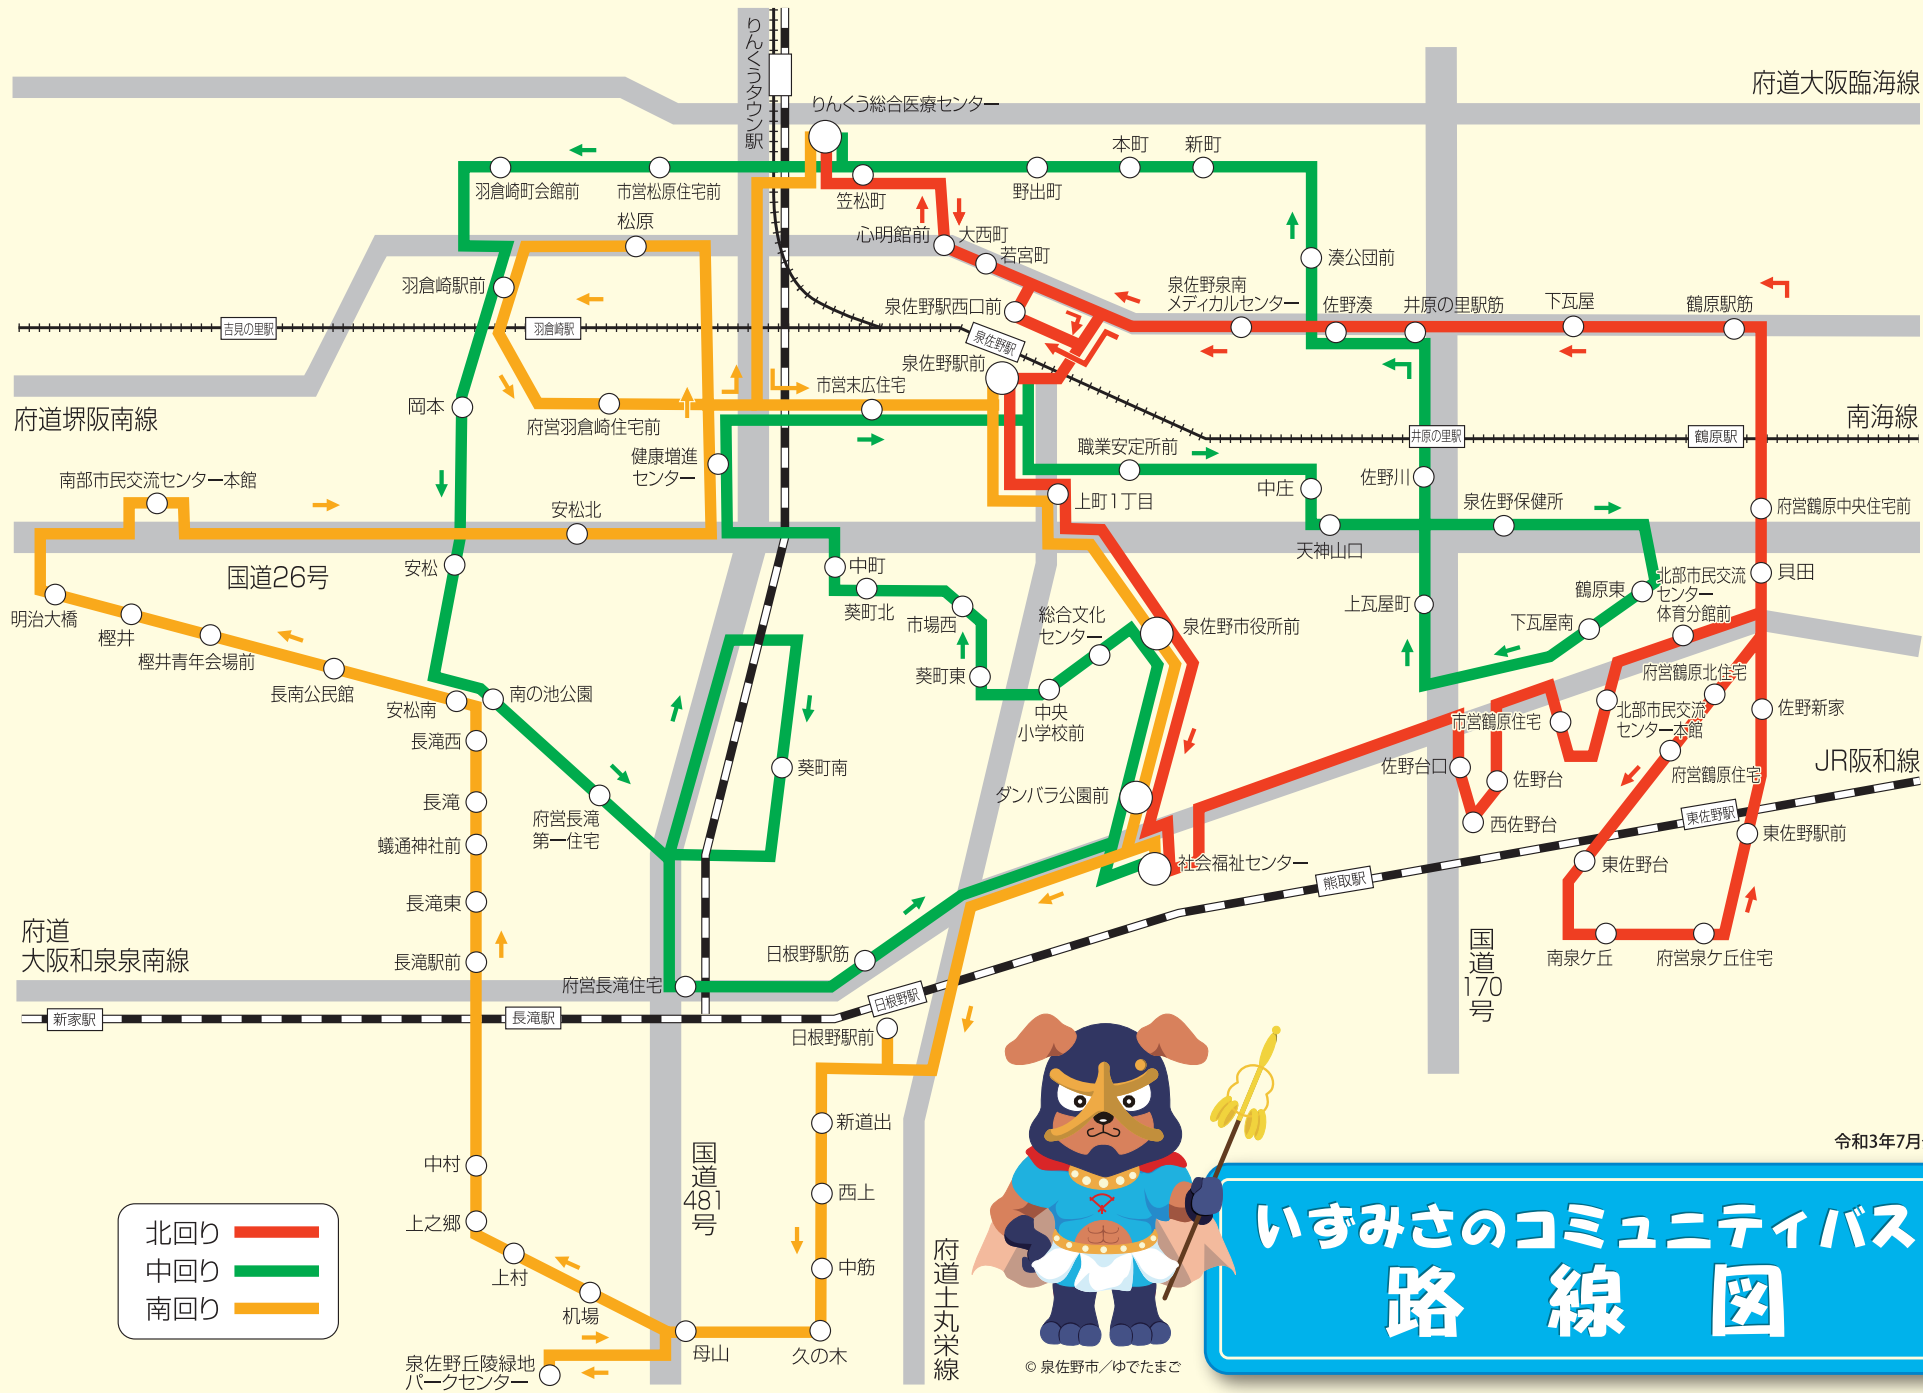 りんくうタウン駅
府道大阪臨海線
りんくう総合医療センター
本町
新町
羽倉崎町会館前
市営松原住宅前
笠松町
野出町
松原
心明館前
大西町
若宮町
湊公団前
羽倉崎駅前
泉佐野駅西口前
泉佐野泉南
メディカルセンター
佐野湊
井原の里駅筋
下瓦屋
鶴原駅筋
吉見の里駅
羽倉崎駅
泉佐野駅
泉佐野駅前
市営末広住宅
府道堺阪南線
岡本
府営羽倉崎住宅前
南海線
井原の里駅
鶴原駅
健康増進
センター
職業安定所前
佐野川
中庄
南部市民交流センター本館
上町1丁目
泉佐野保健所
府営鶴原中央住宅前
安松北
天神山口
国道26号
安松
中町
貝田
明治大橋
樫井
樫井青年会場前
葵町北
市場西
総合文化
センター
泉佐野市役所前
上瓦屋町
鶴原東
北部市民交流
センター
体育分館前
下瓦屋南
長南公民館
安松南
南の池公園
葵町東
中央
小学校前
府営鶴原北住宅
市営鶴原住宅
北部市民交流
センター本館
佐野新家
長滝西
葵町南
佐野台口
佐野台
府営鶴原住宅
JR阪和線
長滝
府営長滝
第一住宅
ダンバラ公園前
西佐野台
東佐野駅
東佐野駅前
蟻通神社前
社会福祉センター
東佐野台
熊取駅
長滝東
府道
大阪和泉泉南線
長滝駅前
日根野駅筋
国道170号
南泉ケ丘
府営泉ケ丘住宅
府営長滝住宅
日根野駅
新家駅
長滝駅
日根野駅前
新道出
令和3年7月
中村
国道481号
西上
上之郷
北回り
中回り
南回り
上村
中筋
府道土丸栄線
机場
いずみさのコミュニティバス
路線図
母山
久の木
泉佐野丘陵緑地
パークセンター
© 泉佐野市／ゆでたまご